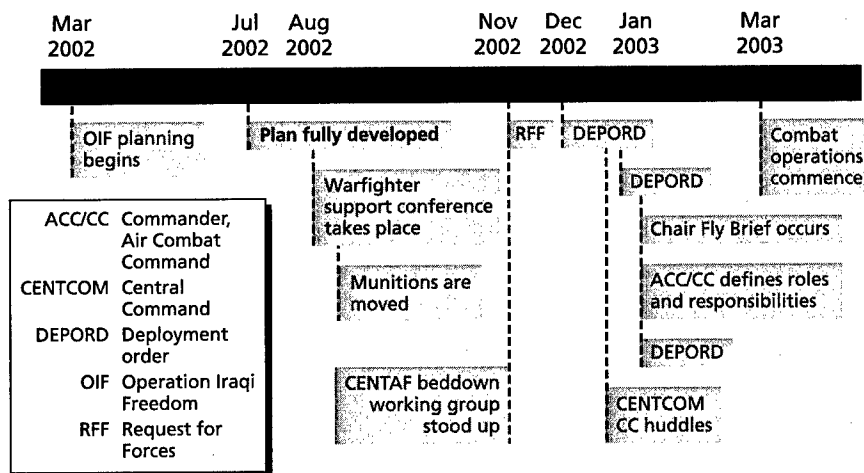 Mar
2002
Jul
2002
Aug
2002
Nov
2002
Dec
2002
Jan
2003
Mar
2003
OIF planning
begins
Plan fully developed
RFF
DEPORD
Combat
operations
commence
Warfighter
support conference
takes place
DEPORD
Munitions are
moved
Chair Fly Brief occurs
ACC/CC defines roles
and responsibilities
DEPORD
CENTAF beddown
working group
stood up
CENTCOM
CC huddles
ACC/CC Commander,
Air Combat
Command
CENTCOM Central
Command
DEPORD Deployment
order
OIF Operation Iraqi
Freedom
RFF Request for
Forces